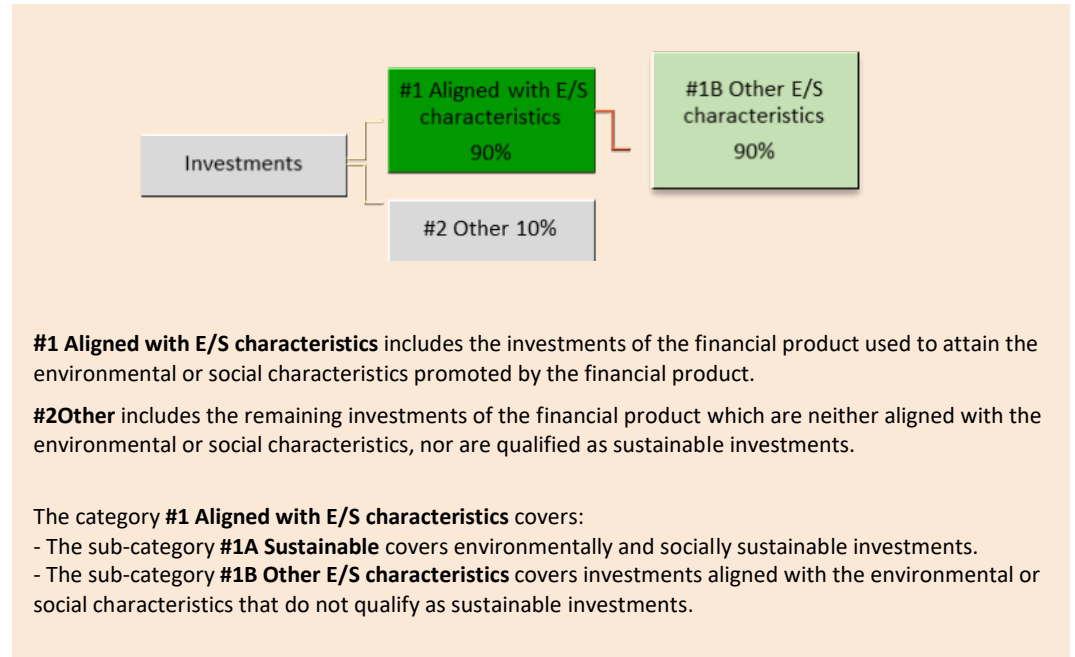 #1 Aligned with E/S
characteristics
90%
#1B Other E/S
characteristics
90%
Investments
#2 Other 10%
#1 Aligned with E/S characteristics includes the investments of the financial product used to attain the
environmental or social characteristics promoted by the financial product.
#2Other includes the remaining investments of the financial product which are neither aligned with the
environmental or social characteristics, nor are qualified as sustainable investments.
The category #1 Aligned with E/S characteristics covers:
- The sub-category #1A Sustainable covers environmentally and socially sustainable investments.
- The sub-category #1B Other E/S characteristics covers investments aligned with the environmental or
social characteristics that do not qualify as sustainable investments.